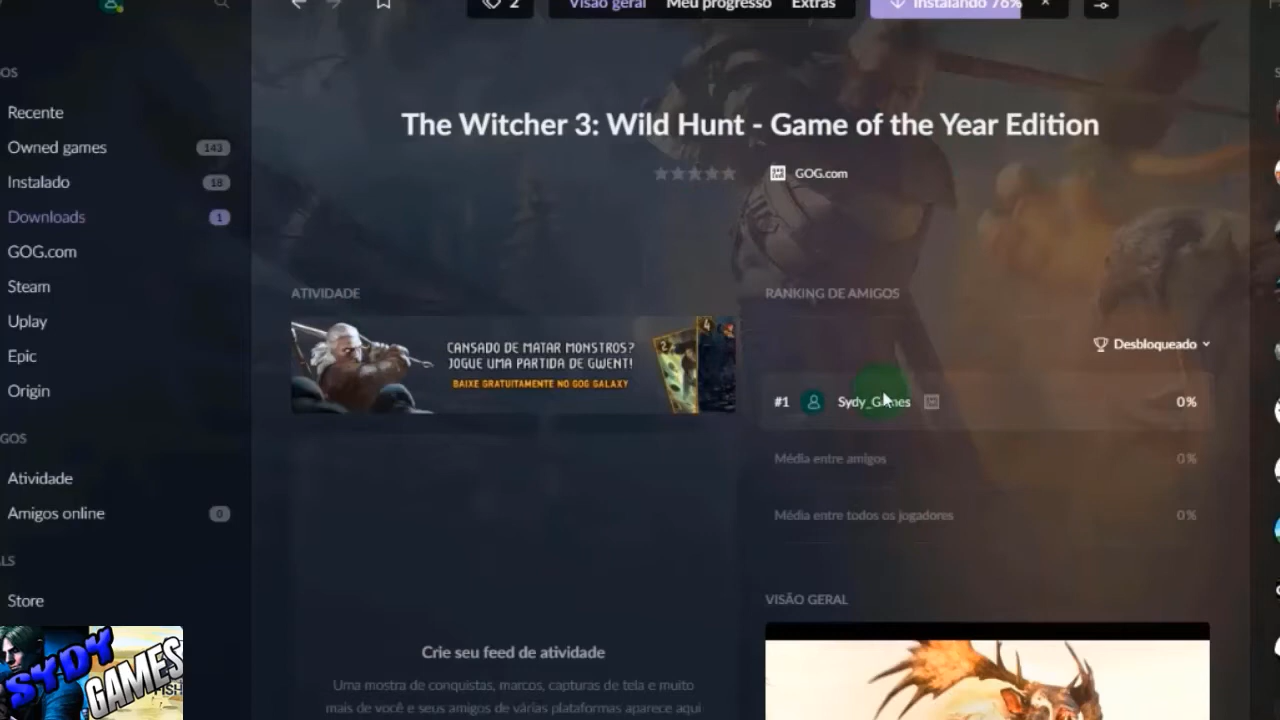 2
Visão geral
Meu progresso
Extras
Instalando 76%
OS
Recente
Owned games 143
Instalado 18
Downloads 1
GOG.com
Steam
Uplay
Epic
Origin
GOS
Atividade
Amigos online 0
LS
Store
The Witcher 3: Wild Hunt - Game of the Year Edition
GOG.com
ATIVIDADE
CANSADO DE MATAR MONSTROS?
JOGUE UMA PARTIDA DE GWENT!
BAIXE GRATUITAMENTE NO GOG GALAXY
Crie seu feed de atividade
Uma mostra de conquistas, marcos, capturas de tela e muito
mais de você e seus amigos de várias plataformas aparece aqui
RANKING DE AMIGOS
Desbloqueado
#1 Sydy_Games 0%
Média entre amigos 0%
Média entre todos os jogadores 0%
VISÃO GERAL
SYDY
GAMES